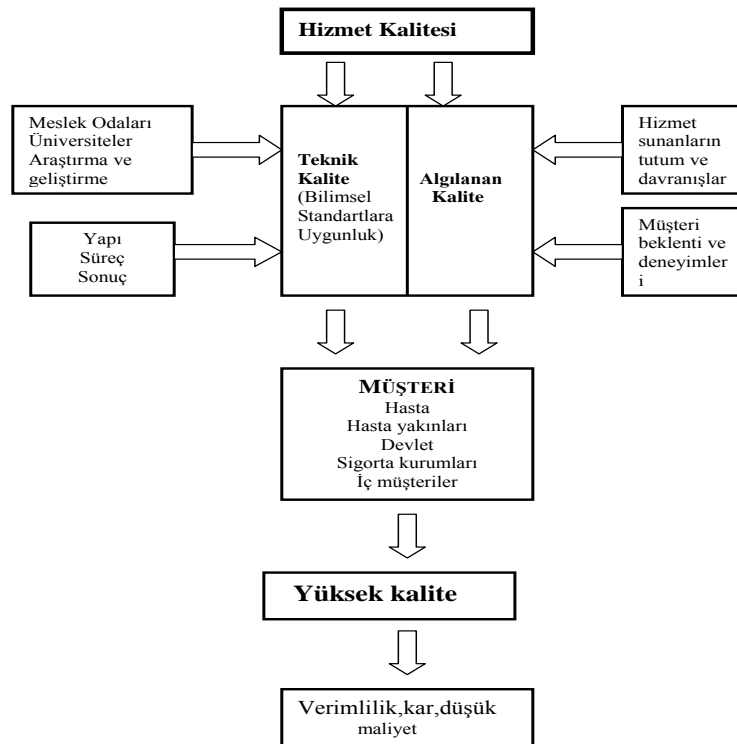 Hizmet Kalitesi
Meslek Odaları
Üniversiteler
Araştırma ve
geliştirme
Yapı
Süreç
Sonuç
Teknik
Kalite
(Bilimsel
Standartlara
Uygunluk)
Algılanan
Kalite
Hizmet
sunanların
tutum ve
davranışlar
Müşteri
beklenti ve
deneyimler
i
MÜŞTERİ
Hasta
Hasta yakınları
Devlet
Sigorta kurumları
İç müşteriler
Yüksek kalite
Verimlilik,kar,düşük
maliyet